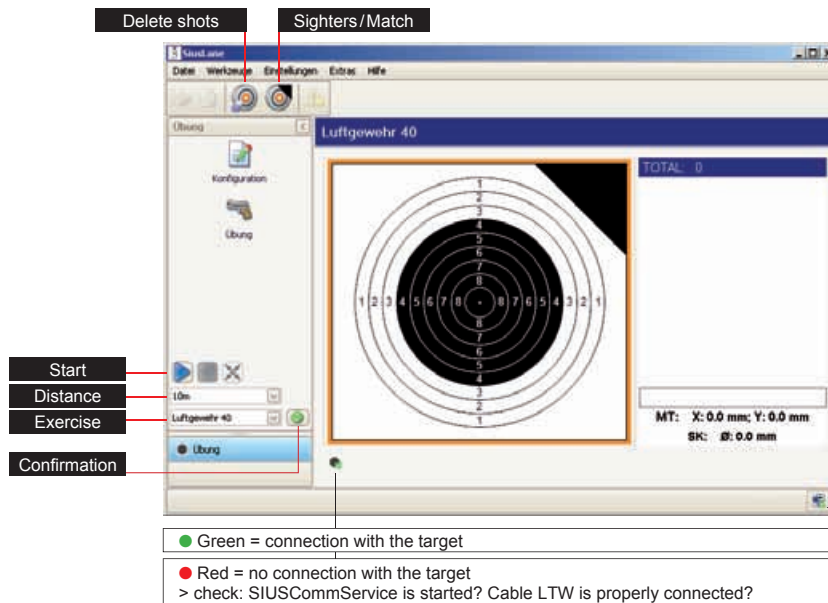 Delete shots
Sighters/Match
SiusLane
Datei Werkzeuge Einstellungen Extras Hilfe
Übung
Luftgewehr 40
Konfiguration
Übung
TOTAL: 0
1
2
3
4
5
6
7
8
1 2 3 4 5 6 7 8 8 7 6 5 4 3 2 1
8
7
6
5
4
3
2
1
Start
Distance
10m
Exercise
Luftgewehr 40
MT: X: 0.0 mm; Y: 0.0 mm
SK: Ø: 0.0 mm
Übung
Confirmation
Green = connection with the target
Red = no connection with the target
> check: SIUSCommService is started? Cable LTW is properly connected?